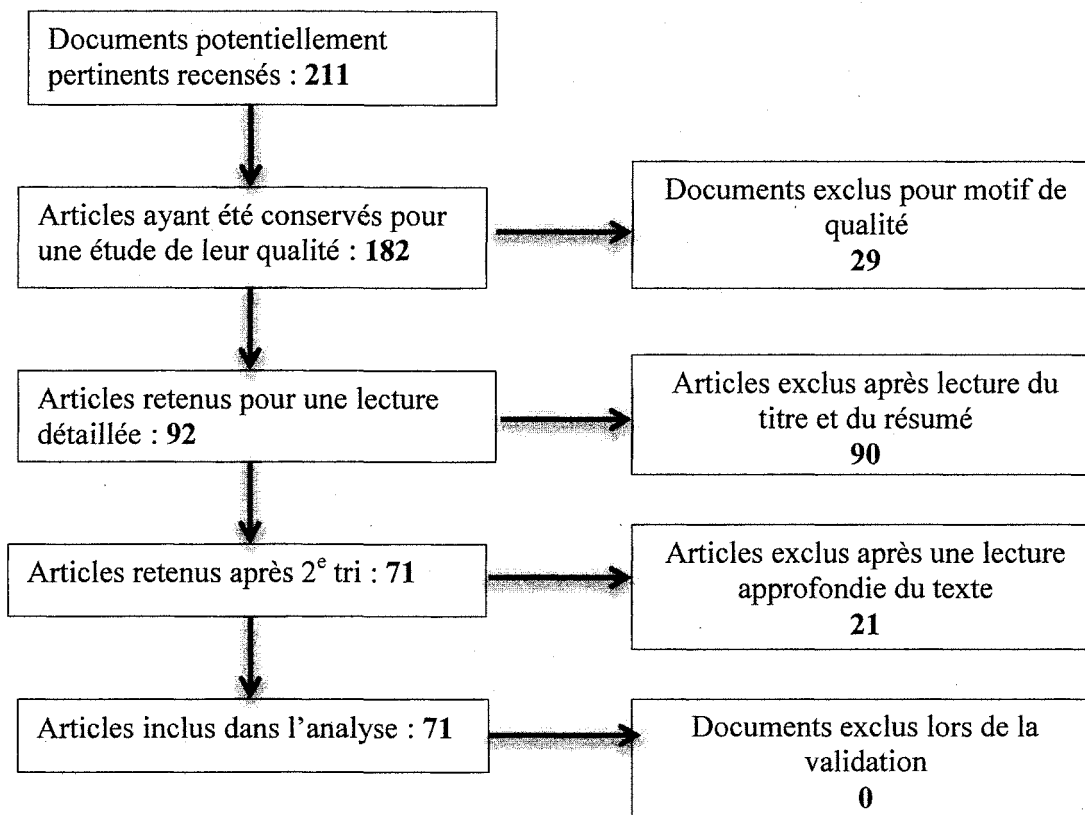 Documents potentiellement
pertinents recensés : 211
Articles ayant été conservés pour
une étude de leur qualité : 182
Documents exclus pour motif de
qualité
29
Articles retenus pour une lecture
détaillée : 92
Articles exclus après lecture du
titre et du résumé
90
Articles retenus après 2e tri : 71
Articles exclus après une lecture
approfondie du texte
21
Articles inclus dans l'analyse : 71
Documents exclus lors de la
validation
0